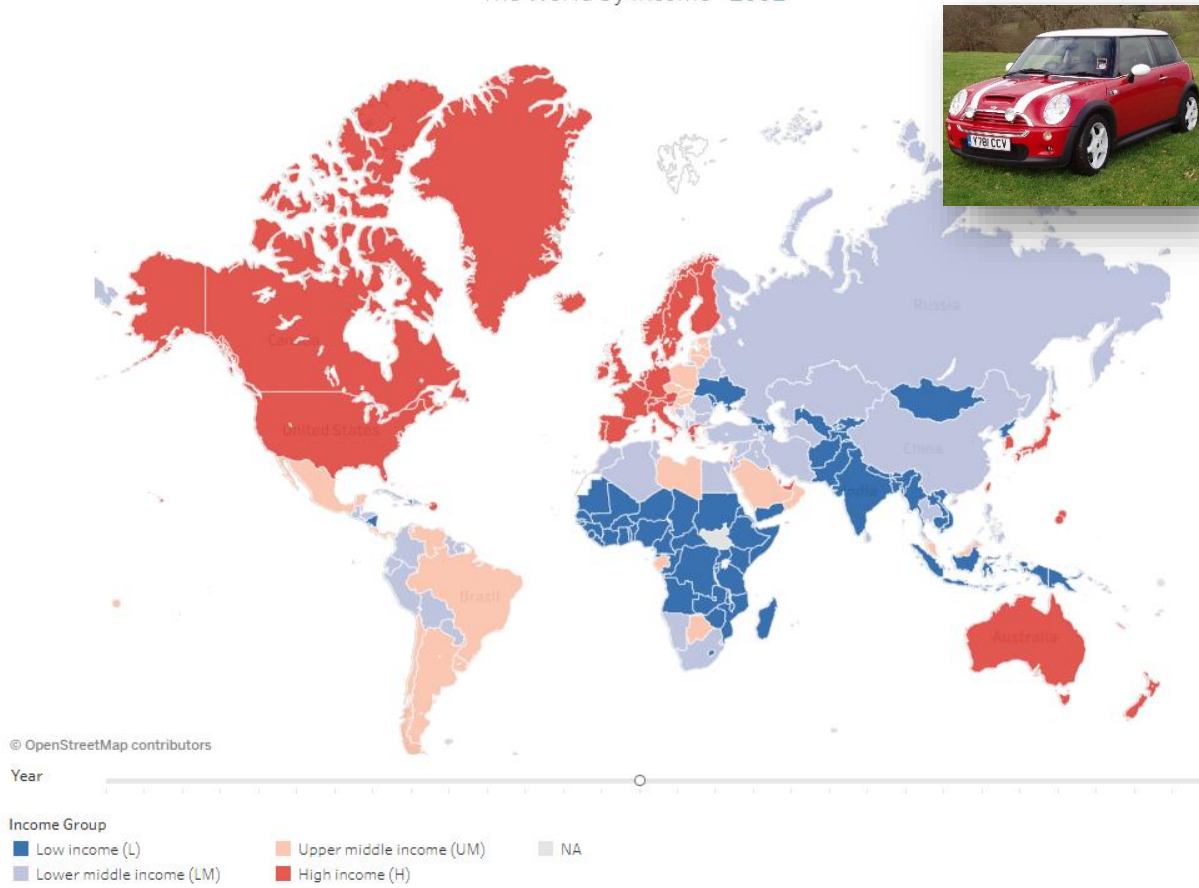 Y781 CCV
Canada
United States
Russia
China
India
Brazil
Australia
© OpenStreetMap contributors
Year
Income Group
Low income (L)
Upper middle income (UM)
NA
Lower middle income (LM)
High income (H)